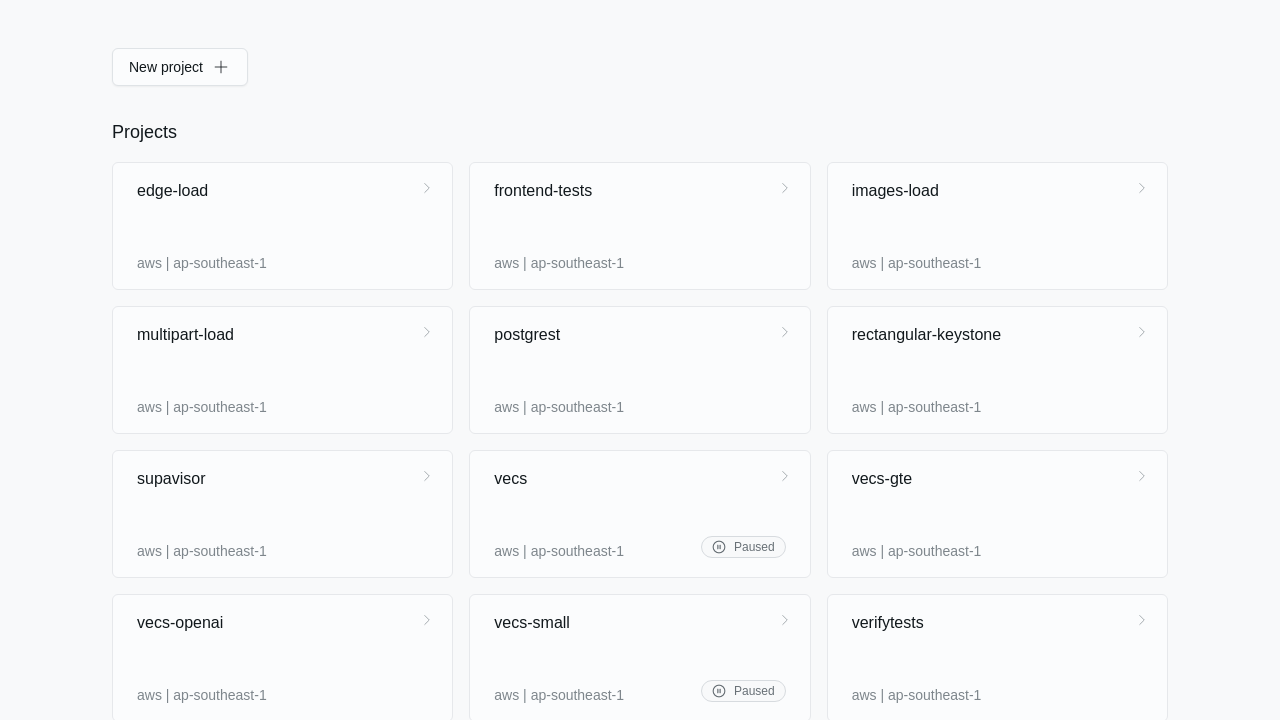 New project
Projects
edge-load
aws | ap-southeast-1
frontend-tests
aws | ap-southeast-1
images-load
aws | ap-southeast-1
multipart-load
aws | ap-southeast-1
postgrest
aws | ap-southeast-1
rectangular-keystone
aws | ap-southeast-1
supavisor
aws | ap-southeast-1
vecs
aws | ap-southeast-1
Paused
vecs-gte
aws | ap-southeast-1
vecs-openai
aws | ap-southeast-1
vecs-small
aws | ap-southeast-1
Paused
verifytests
aws | ap-southeast-1